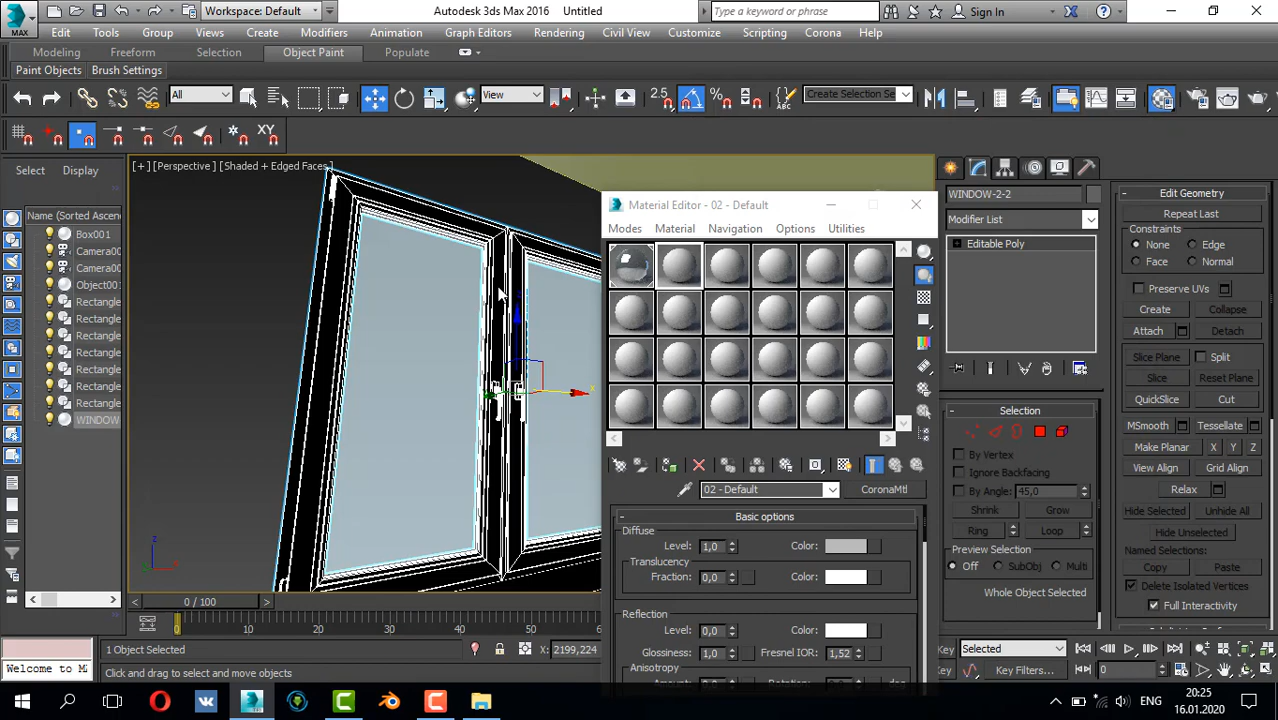 Workspace: Default
Autodesk 3ds Max 2016 Untitled
Type a keyword or phrase
Sign In
MAX
Edit Tools Group Views Create Modifiers Animation Graph Editors Rendering Civil View Customize Scripting Corona Help
Modeling Freeform Selection Object Paint Populate
Paint Objects Brush Settings
All
View
2.5
Create Selection Se
XY
Select Display
[+] [Perspective] [Shaded + Edged Faces]
Name (Sorted Ascen
Box001
Camera00
Camera00
Object001
Rectangle
Rectangle
Rectangle
Rectangle
Rectangle
Rectangle
Rectangle
WINDOW
x
z
Material Editor - 02 - Default
Modes Material Navigation Options Utilities
02 - Default
CoronaMtl
Basic options
Diffuse
Level: 1,0 Color:
Translucency
Fraction: 0,0 Color:
Reflection
Level: 0,0 Color:
Glossiness: 1,0 Fresnel IOR: 1,52
Anisotropy
WINDOW-2-2
Modifier List
Editable Poly
Selection
By Vertex
Ignore Backfacing
By Angle: 45,0
Shrink Grow
Ring Loop
Preview Selection
Off SubObj Multi
Whole Object Selected
Edit Geometry
Repeat Last
Constraints
None Edge
Face Normal
Preserve UVs
Create Collapse
Attach Detach
Slice Plane Split
Slice Reset Plane
QuickSlice Cut
MSmooth Tessellate
Make Planar X Y Z
View Align Grid Align
Relax
Hide Selected Unhide All
Hide Unselected
Named Selections:
Copy Paste
Delete Isolated Vertices
Full Interactivity
0 / 100
0 10 20 30 40 50
1 Object Selected
2199,224
Welcome to M
Click and drag to select and move objects
Key Selected
Key Filters...
0
ENG
20:25
16.01.2020